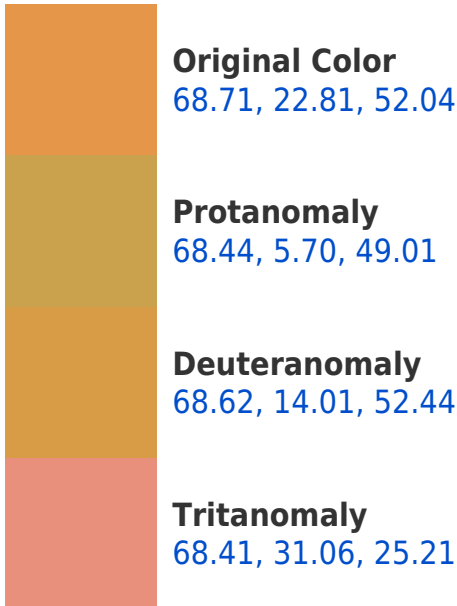 Original Color
68.71, 22.81, 52.04
Protanomaly
68.44, 5.70, 49.01
Deuteranomaly
68.62, 14.01, 52.44
Tritanomaly
68.41, 31.06, 25.21